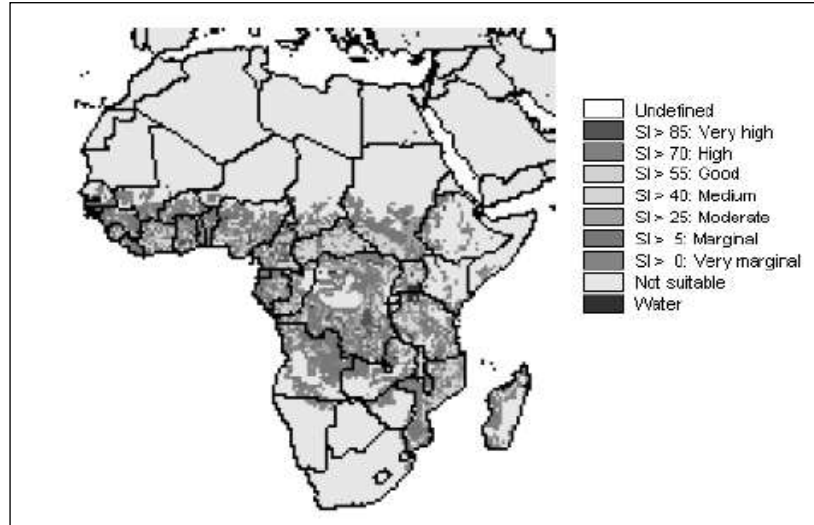 Undefined
SI > 85: Very high
SI > 70: High
SI > 55: Good
SI > 40: Medium
SI > 25: Moderate
SI > 5: Marginal
SI > 0: Very marginal
Not suitable
Water